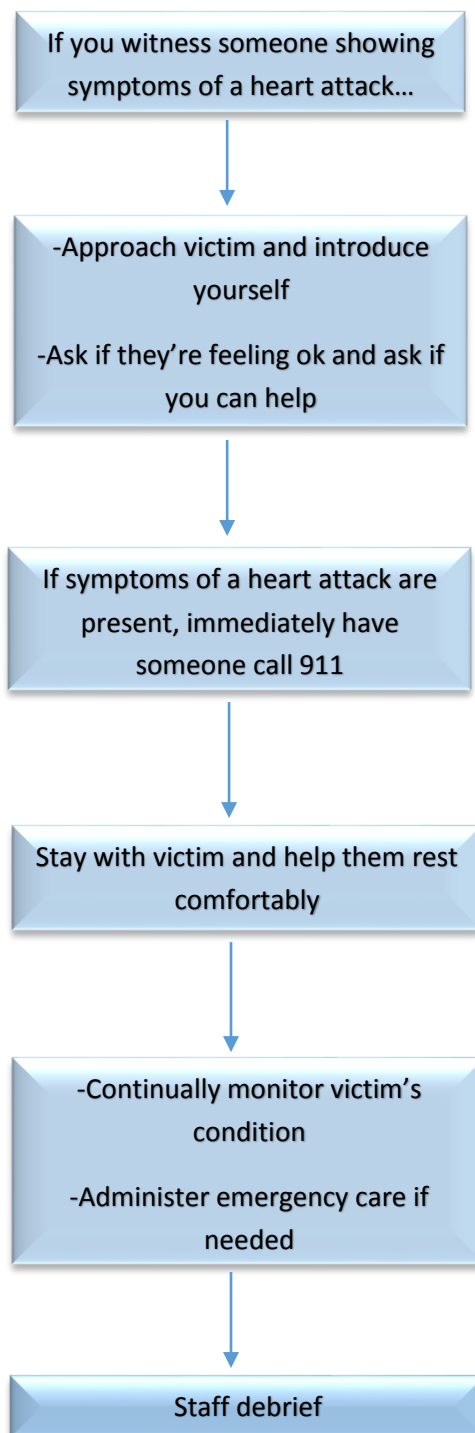 If you witness someone showing
symptoms of a heart attack…
-Approach victim and introduce
yourself
-Ask if they’re feeling ok and ask if
you can help
If symptoms of a heart attack are
present, immediately have
someone call 911
Stay with victim and help them rest
comfortably
-Continually monitor victim’s
condition
-Administer emergency care if
needed
Staff debrief